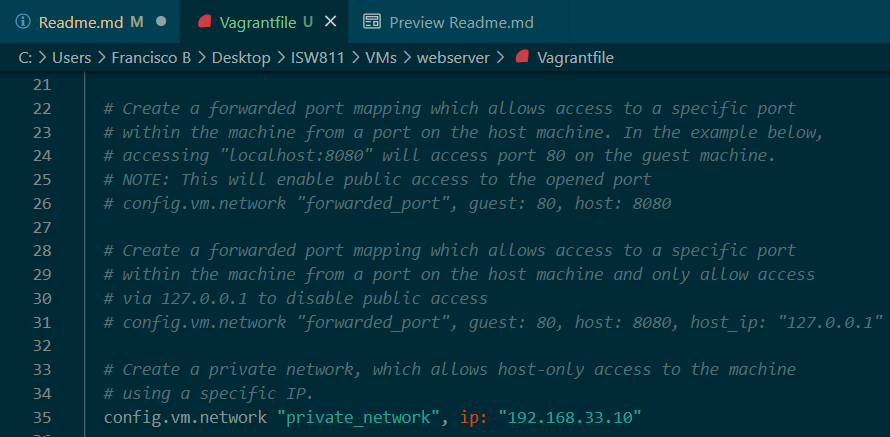 Readme.md M
Vagrantfile U
Preview Readme.md
C: > Users > Francisco B > Desktop > ISW811 > VMs > webserver > Vagrantfile
21
22 # Create a forwarded port mapping which allows access to a specific port
23 # within the machine from a port on the host machine. In the example below,
24 # accessing "localhost:8080" will access port 80 on the guest machine.
25 # NOTE: This will enable public access to the opened port
26 # config.vm.network "forwarded_port", guest: 80, host: 8080
27
28 # Create a forwarded port mapping which allows access to a specific port
29 # within the machine from a port on the host machine and only allow access
30 # via 127.0.0.1 to disable public access
31 # config.vm.network "forwarded_port", guest: 80, host: 8080, host_ip: "127.0.0.1"
32
33 # Create a private network, which allows host-only access to the machine
34 # using a specific IP.
35 config.vm.network "private_network", ip: "192.168.33.10"